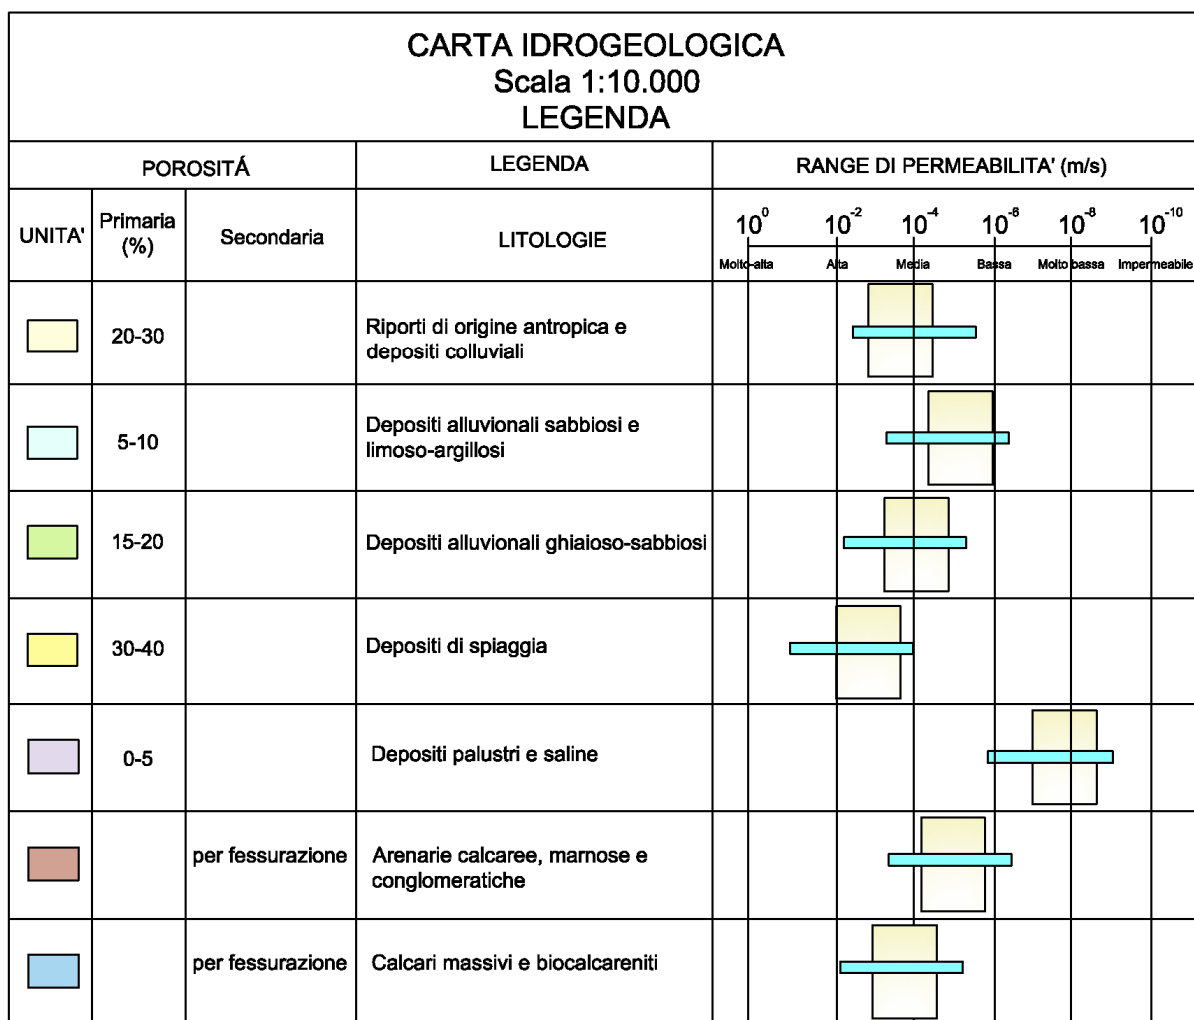 CARTA IDROGEOLOGICA
Scala 1:10.000
LEGENDA
POROSITÁ
LEGENDA
RANGE DI PERMEABILITA' (m/s)
UNITA'
Primaria
(%)
Secondaria
LITOLOGIE
10^0 10^-2 10^-4 10^-6 10^-8 10^-10
Molto-alta Alta Media Bassa Molto bassa Impermeabile
20-30
Riporti di origine antropica e
depositi colluviali
5-10
Depositi alluvionali sabbiosi e
limoso-argillosi
15-20
Depositi alluvionali ghiaioso-sabbiosi
30-40
Depositi di spiaggia
0-5
Depositi palustri e saline
per fessurazione
Arenarie calcaree, marnose e
conglomeratiche
per fessurazione
Calcari massivi e biocalcareniti